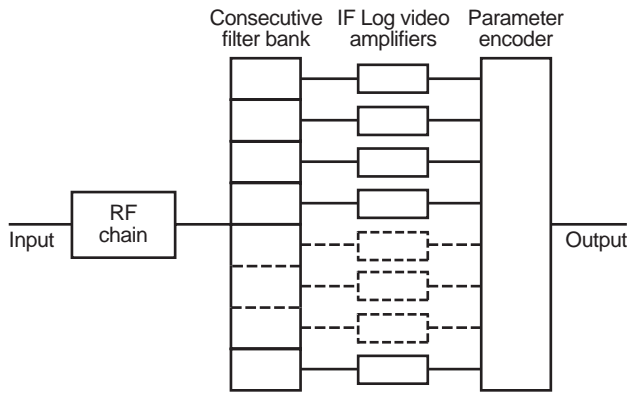 Consecutive
filter bank
IF Log video
amplifiers
Parameter
encoder
RF
chain
Input
Output